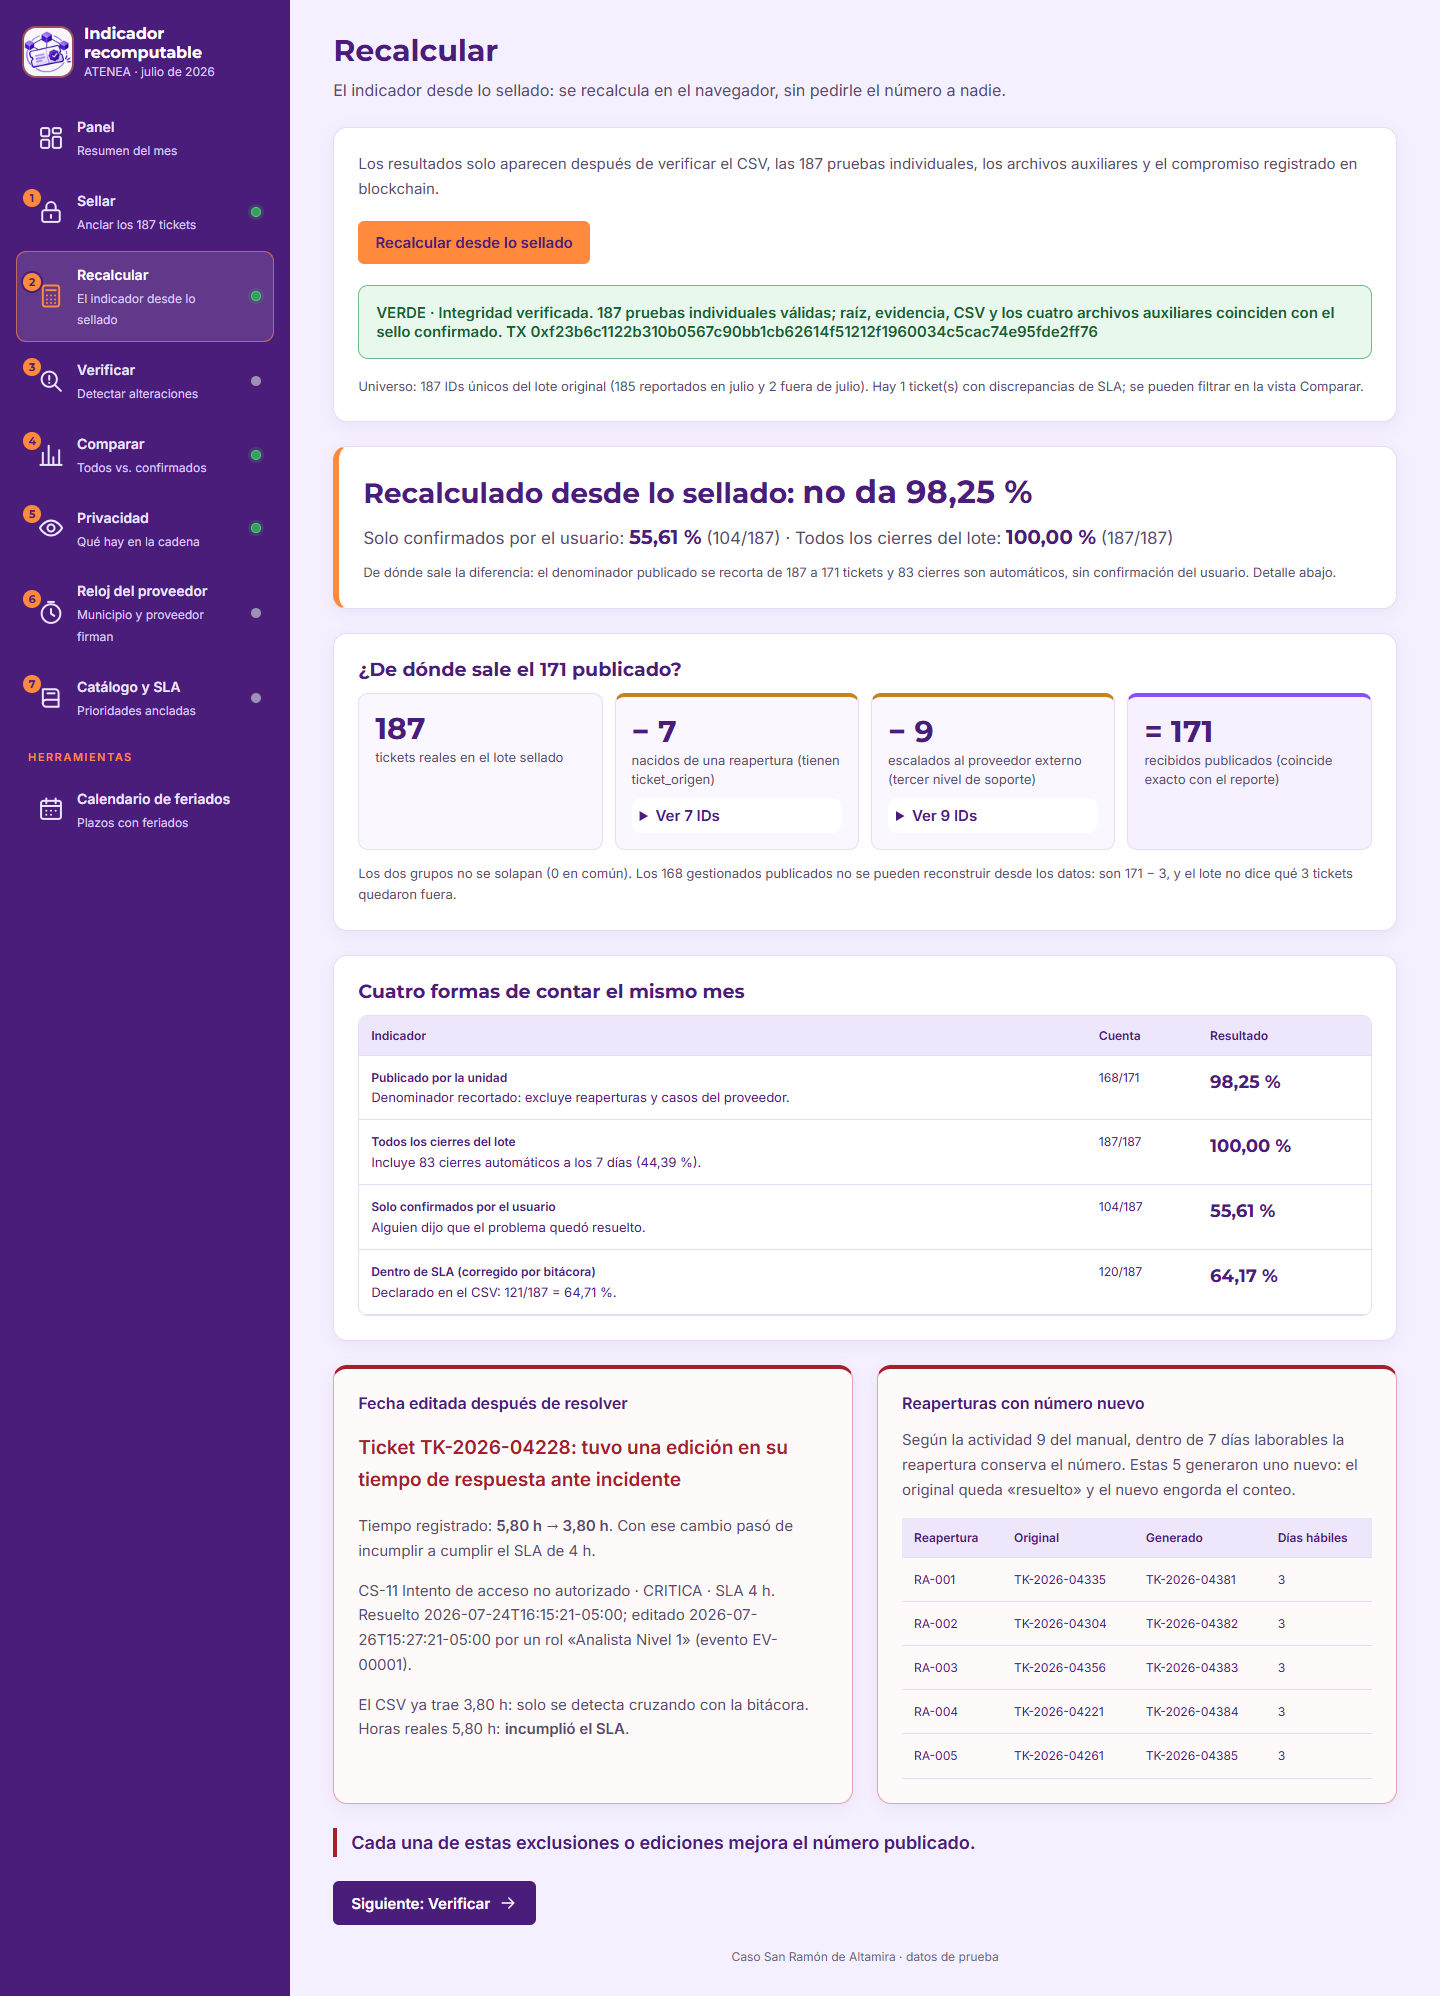 Indicador
recomputable
ATENEA · julio de 2026
Panel
Resumen del mes
1
Sellar
Anclar los 187 tickets
2
Recalcular
El indicador desde lo
sellado
3
Verificar
Detectar alteraciones
4
Comparar
Todos vs. confirmados
5
Privacidad
Qué hay en la cadena
6
Reloj del proveedor
Municipio y proveedor
firman
7
Catálogo y SLA
Prioridades ancladas
HERRAMIENTAS
Calendario de feriados
Plazos con feriados
Recalcular
El indicador desde lo sellado: se recalcula en el navegador, sin pedirle el número a nadie.
Los resultados solo aparecen después de verificar el CSV, las 187 pruebas individuales, los archivos auxiliares y el compromiso registrado en
blockchain.
Recalcular desde lo sellado
VERDE · Integridad verificada. 187 pruebas individuales válidas; raíz, evidencia, CSV y los cuatro archivos auxiliares coinciden con el
sello confirmado. TX 0xf23b6c1122b310b0567c90bb1cb62614f51212f1960034c5cac74e95fde2ff76
Universo: 187 IDs únicos del lote original (185 reportados en julio y 2 fuera de julio). Hay 1 ticket(s) con discrepancias de SLA; se pueden filtrar en la vista Comparar.
Recalculado desde lo sellado: no da 98,25 %
Solo confirmados por el usuario: 55,61 % (104/187) · Todos los cierres del lote: 100,00 % (187/187)
De dónde sale la diferencia: el denominador publicado se recorta de 187 a 171 tickets y 83 cierres son automáticos, sin confirmación del usuario. Detalle abajo.
¿De dónde sale el 171 publicado?
187
tickets reales en el lote sellado
− 7
nacidos de una reapertura (tienen
ticket_origen)
▶ Ver 7 IDs
− 9
escalados al proveedor externo
(tercer nivel de soporte)
▶ Ver 9 IDs
= 171
recibidos publicados (coincide
exacto con el reporte)
Los dos grupos no se solapan (0 en común). Los 168 gestionados publicados no se pueden reconstruir desde los datos: son 171 − 3, y el lote no dice qué 3 tickets
quedaron fuera.
Cuatro formas de contar el mismo mes
Indicador Cuenta Resultado
Publicado por la unidad 168/171 98,25 %
Denominador recortado: excluye reaperturas y casos del proveedor.
Todos los cierres del lote 187/187 100,00 %
Incluye 83 cierres automáticos a los 7 días (44,39 %).
Solo confirmados por el usuario 104/187 55,61 %
Alguien dijo que el problema quedó resuelto.
Dentro de SLA (corregido por bitácora) 120/187 64,17 %
Declarado en el CSV: 121/187 = 64,71 %.
Fecha editada después de resolver
Ticket TK-2026-04228: tuvo una edición en su
tiempo de respuesta ante incidente
Tiempo registrado: 5,80 h → 3,80 h. Con ese cambio pasó de
incumplir a cumplir el SLA de 4 h.
CS-11 Intento de acceso no autorizado · CRITICA · SLA 4 h.
Resuelto 2026-07-24T16:15:21-05:00; editado 2026-07-
26T15:27:21-05:00 por un rol «Analista Nivel 1» (evento EV-
00001).
El CSV ya trae 3,80 h: solo se detecta cruzando con la bitácora.
Horas reales 5,80 h: incumplió el SLA.
Reaperturas con número nuevo
Según la actividad 9 del manual, dentro de 7 días laborables la
reapertura conserva el número. Estas 5 generaron uno nuevo: el
original queda «resuelto» y el nuevo engorda el conteo.
Reapertura Original Generado Días hábiles
RA-001 TK-2026-04335 TK-2026-04381 3
RA-002 TK-2026-04304 TK-2026-04382 3
RA-003 TK-2026-04356 TK-2026-04383 3
RA-004 TK-2026-04221 TK-2026-04384 3
RA-005 TK-2026-04261 TK-2026-04385 3
Cada una de estas exclusiones o ediciones mejora el número publicado.
Siguiente: Verificar →
Caso San Ramón de Altamira · datos de prueba